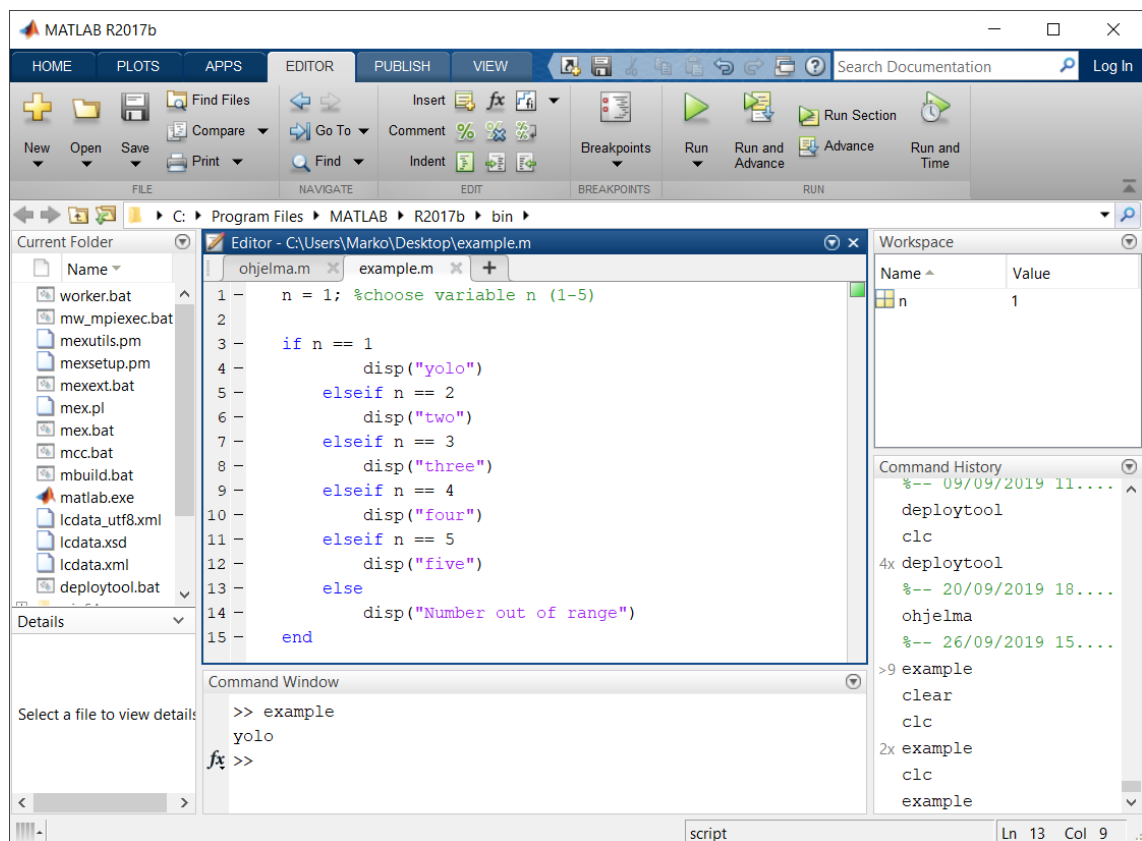 MATLAB R2017b
HOME PLOTS APPS EDITOR PUBLISH VIEW Search Documentation Log In
New Open Save Find Files Compare Print
FILE
Go To Find
NAVIGATE
Insert fx
Comment
Indent
EDIT
Breakpoints
BREAKPOINTS
Run Run and Advance Run Section Advance Run and Time
RUN
C: Program Files MATLAB R2017b bin
Current Folder
Name
worker.bat
mw_mpiexec.bat
mexutils.pm
mexsetup.pm
mexext.bat
mex.pl
mex.bat
mcc.bat
mbuild.bat
matlab.exe
lcdata_utf8.xml
lcdata.xsd
lcdata.xml
deploytool.bat
Details
Select a file to view details
Editor - C:\Users\Marko\Desktop\example.m
ohjelma.m example.m
1 n = 1; %choose variable n (1-5)
2
3 if n == 1
4 disp("yolo")
5 elseif n == 2
6 disp("two")
7 elseif n == 3
8 disp("three")
9 elseif n == 4
10 disp("four")
11 elseif n == 5
12 disp("five")
13 else
14 disp("Number out of range")
15 end
Command Window
>> example
yolo
fx >>
Workspace
Name Value
n 1
Command History
%-- 09/09/2019 11....
deploytool
clc
4x deploytool
%-- 20/09/2019 18....
ohjelma
%-- 26/09/2019 15....
>9 example
clear
clc
2x example
clc
example
script Ln 13 Col 9